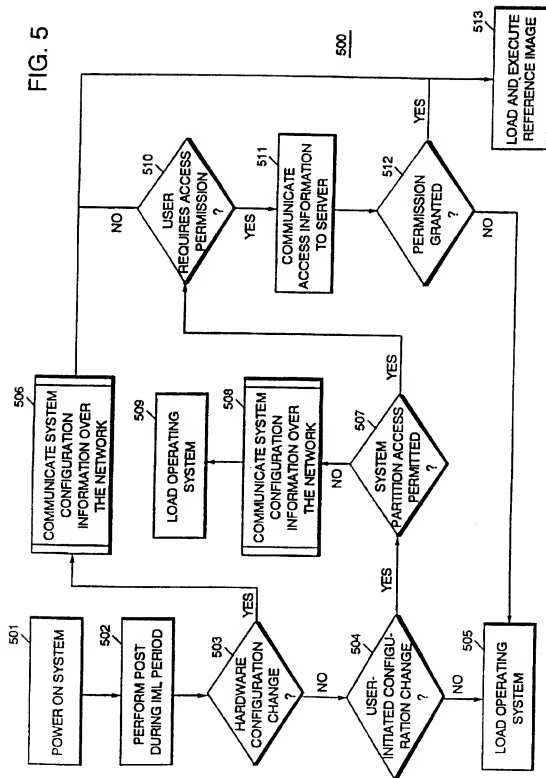 FIG. 5
500
501
POWER ON SYSTEM
502
PERFORM POST
DURING IML PERIOD
503
HARDWARE
CONFIGURATION
CHANGE
?
YES
NO
504
USER-
INITIATED CONFIGU-
RATION CHANGE
?
YES
NO
505
LOAD OPERATING
SYSTEM
506
COMMUNICATE SYSTEM
CONFIGURATION
INFORMATION OVER
THE NETWORK
509
LOAD OPERATING
SYSTEM
508
COMMUNICATE SYSTEM
CONFIGURATION
INFORMATION OVER
THE NETWORK
NO
507
SYSTEM
PARTITION ACCESS
PERMITTED
?
YES
NO
510
USER
REQUIRES ACCESS
PERMISSION
?
YES
511
COMMUNICATE
ACCESS INFORMATION
TO SERVER
512
PERMISSION
GRANTED
?
YES
NO
513
LOAD AND EXECUTE
REFERENCE IMAGE